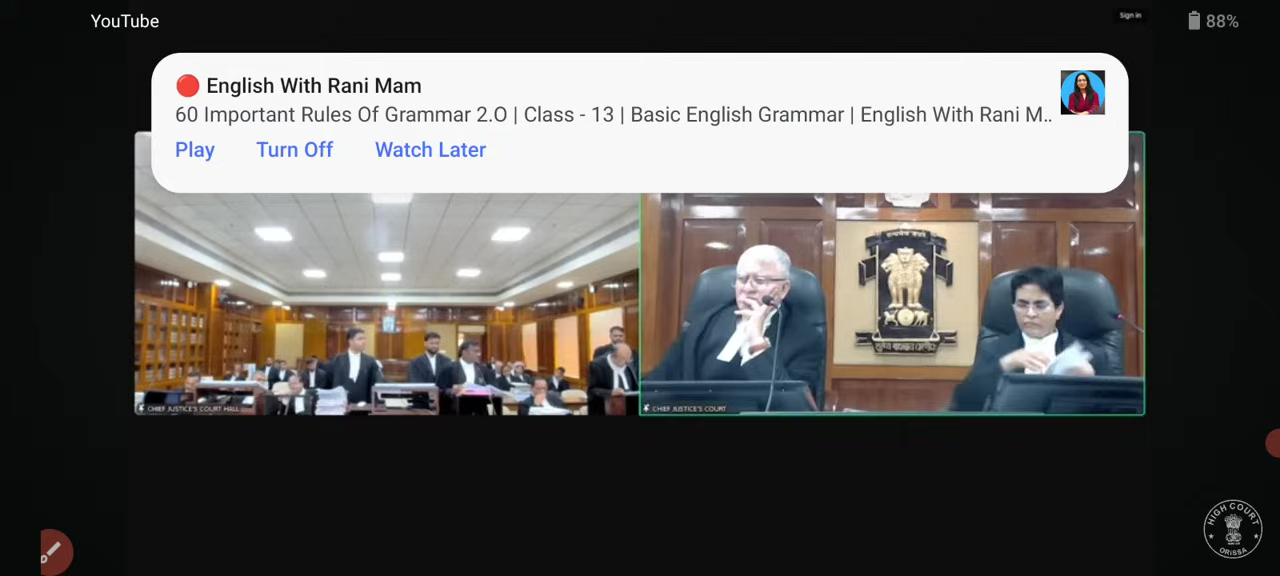 YouTube
Sign in
88%
🔴 English With Rani Mam
60 Important Rules Of Grammar 2.O | Class - 13 | Basic English Grammar | English With Rani M..
Play Turn Off Watch Later
CHIEF JUSTICE'S COURT HALL
CHIEF JUSTICE'S COURT
HIGH COURT
ORISSA